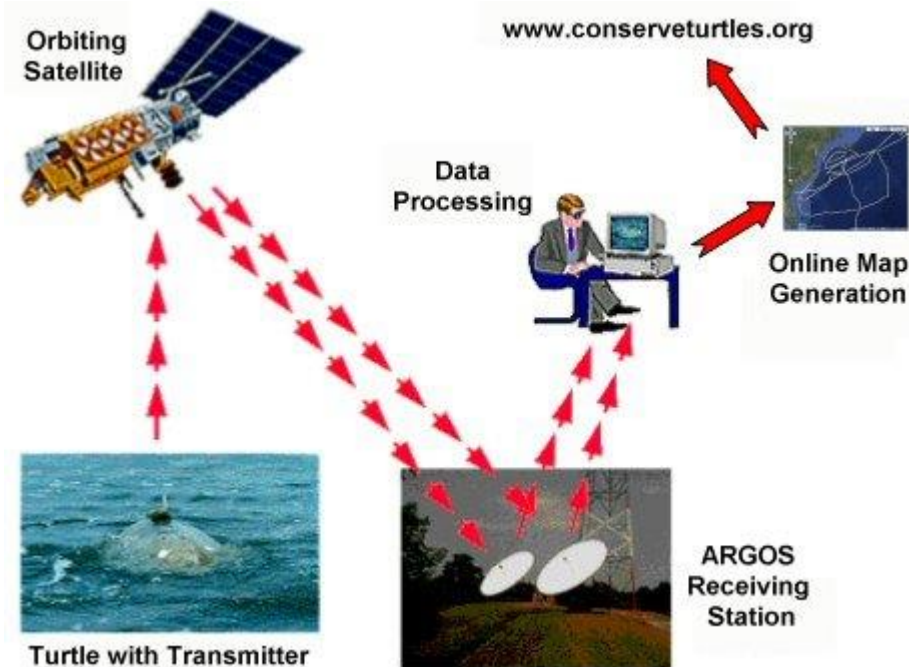 Orbiting
Satellite
www.conserveturtles.org
Data
Processing
Online Map
Generation
ARGOS
Receiving
Station
Turtle with Transmitter